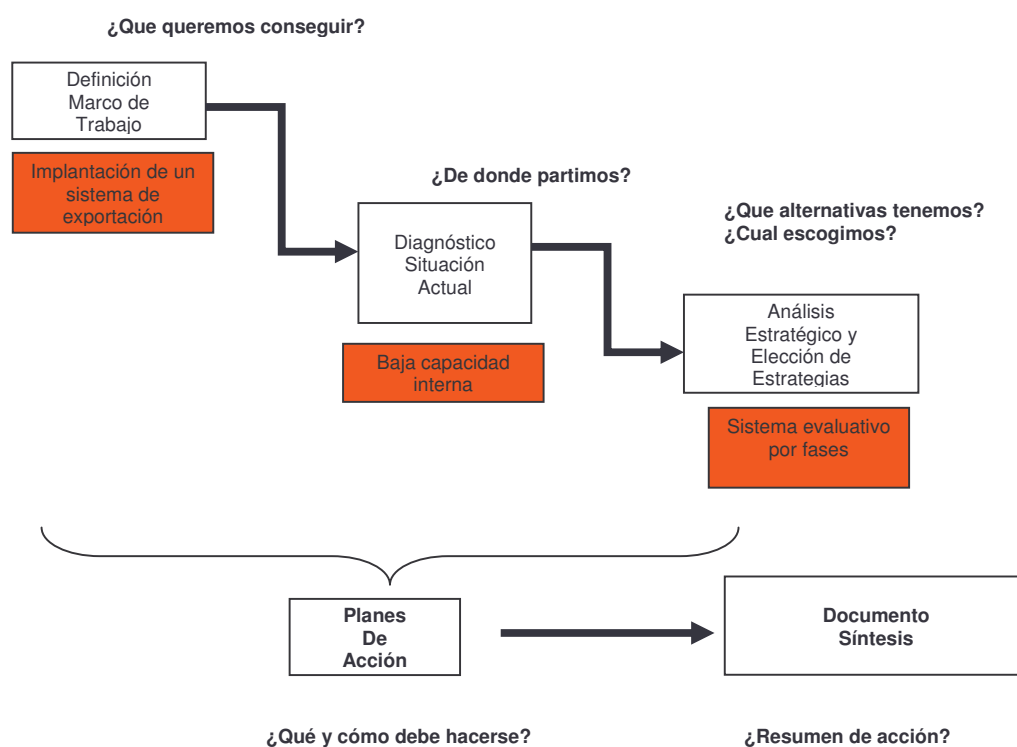 ¿Que queremos conseguir?
Definición
Marco de
Trabajo
Implantación de un
sistema de
exportación
¿De donde partimos?
Diagnóstico
Situación
Actual
Baja capacidad
interna
¿Que alternativas tenemos?
¿Cual escogimos?
Análisis
Estratégico y
Elección de
Estrategias
Sistema evaluativo
por fases
Planes
De
Acción
Documento
Síntesis
¿Qué y cómo debe hacerse?
¿Resumen de acción?